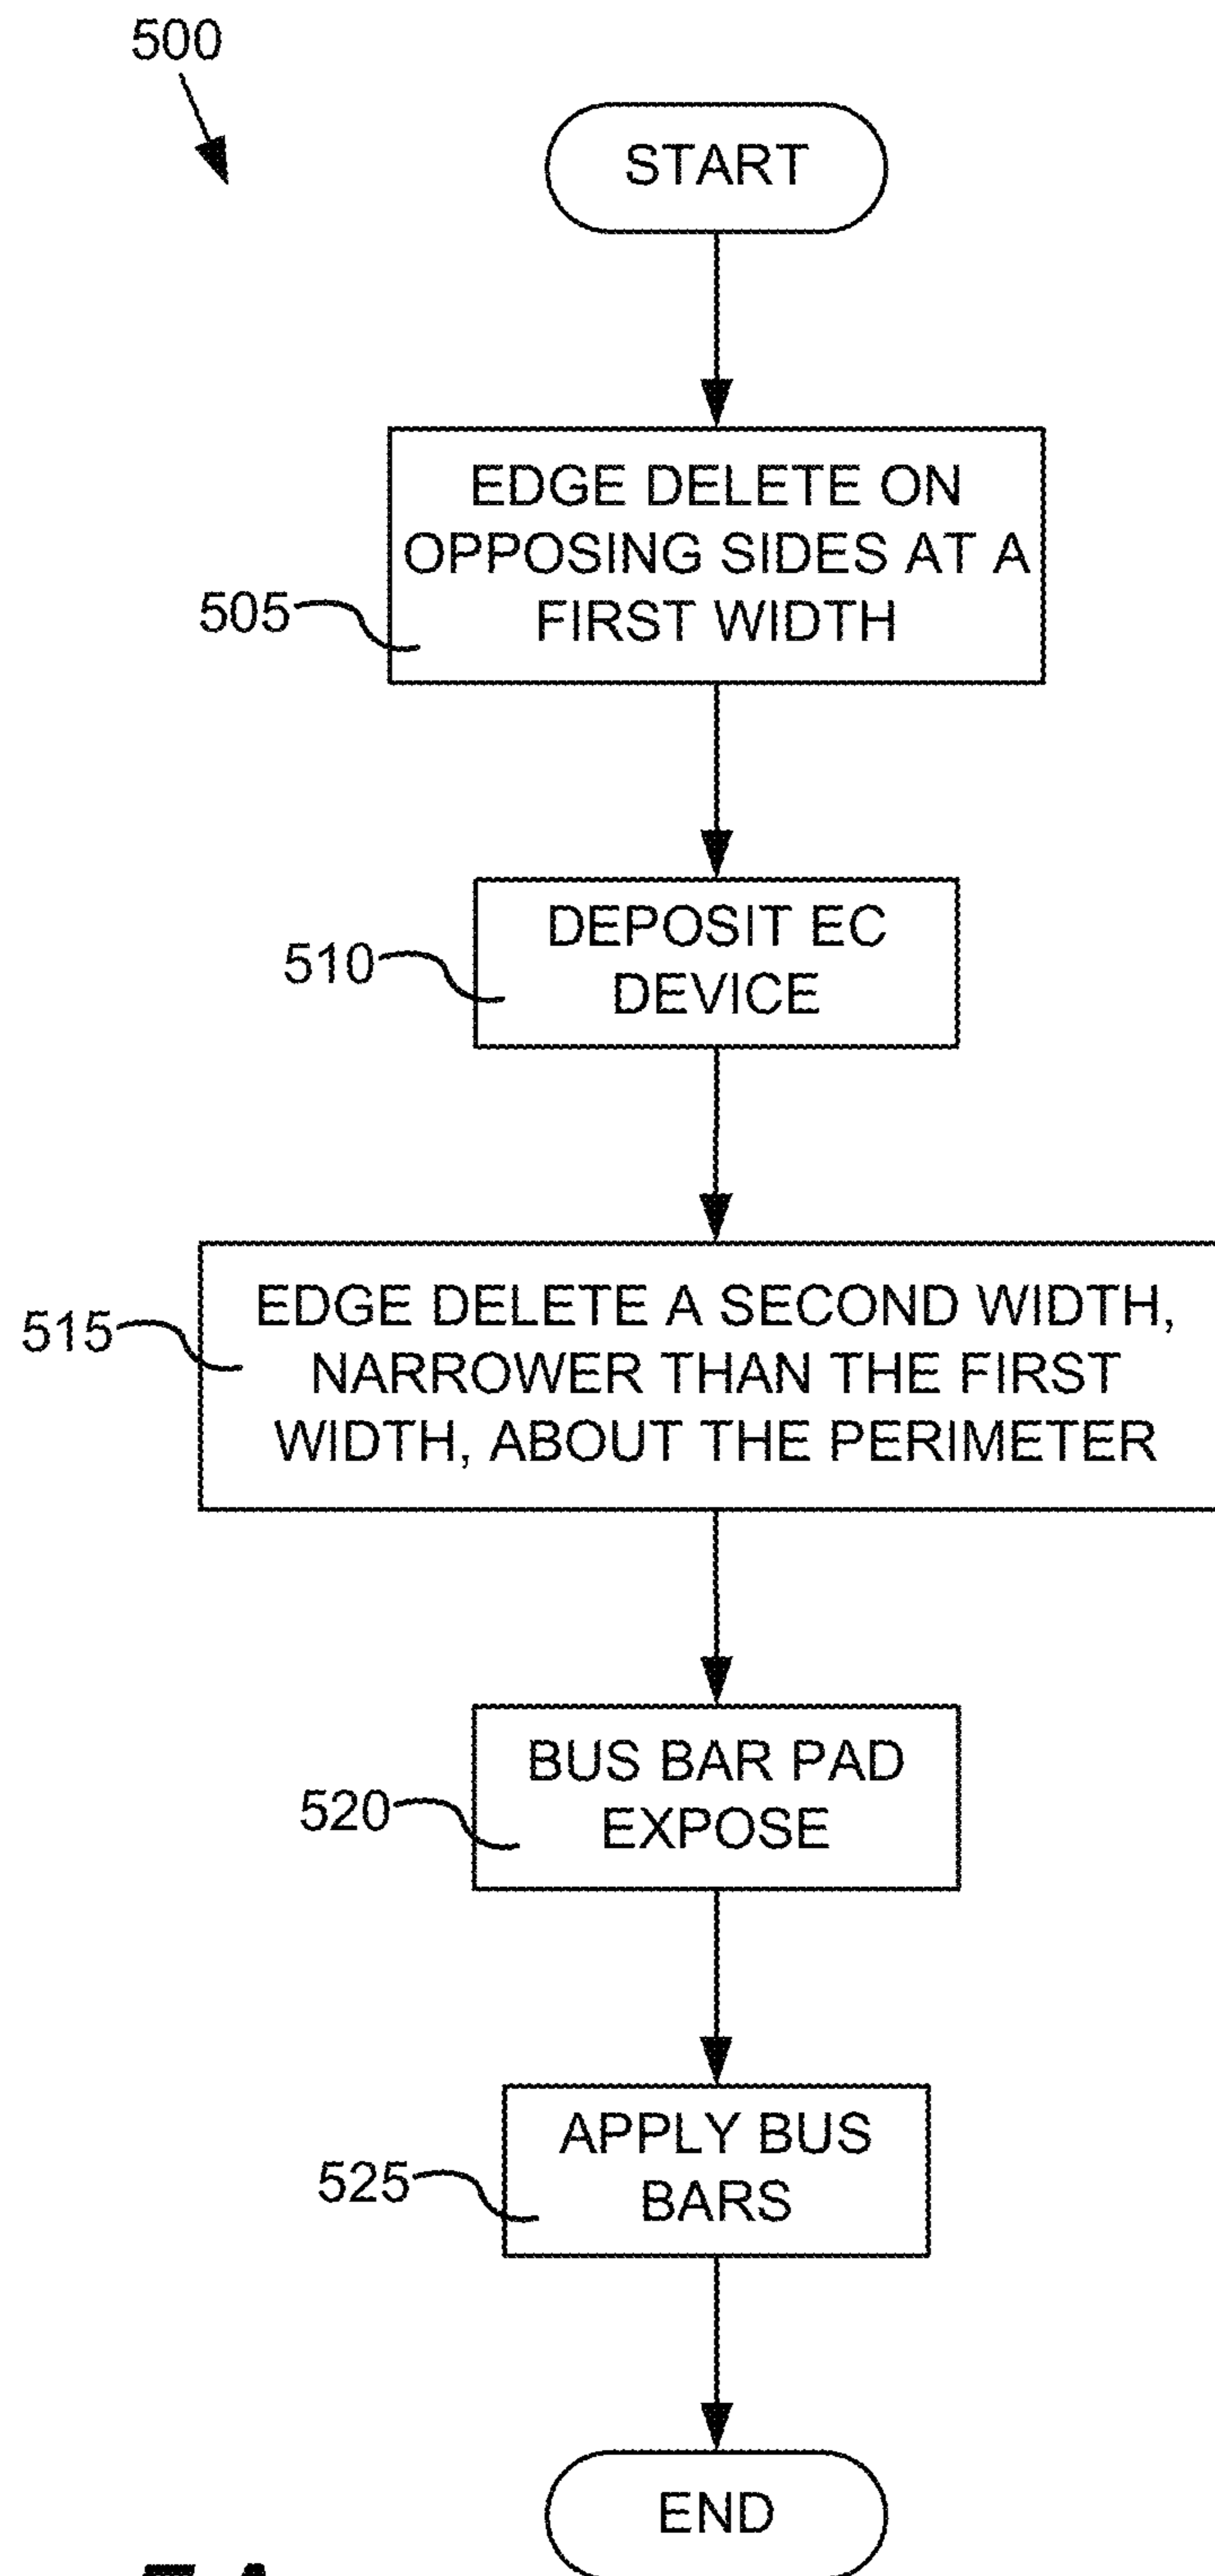 500
START
EDGE DELETE ON
OPPOSING SIDES AT A
FIRST WIDTH
505
DEPOSIT EC
DEVICE
510
EDGE DELETE A SECOND WIDTH,
NARROWER THAN THE FIRST
WIDTH, ABOUT THE PERIMETER
515
BUS BAR PAD
EXPOSE
520
APPLY BUS
BARS
525
END